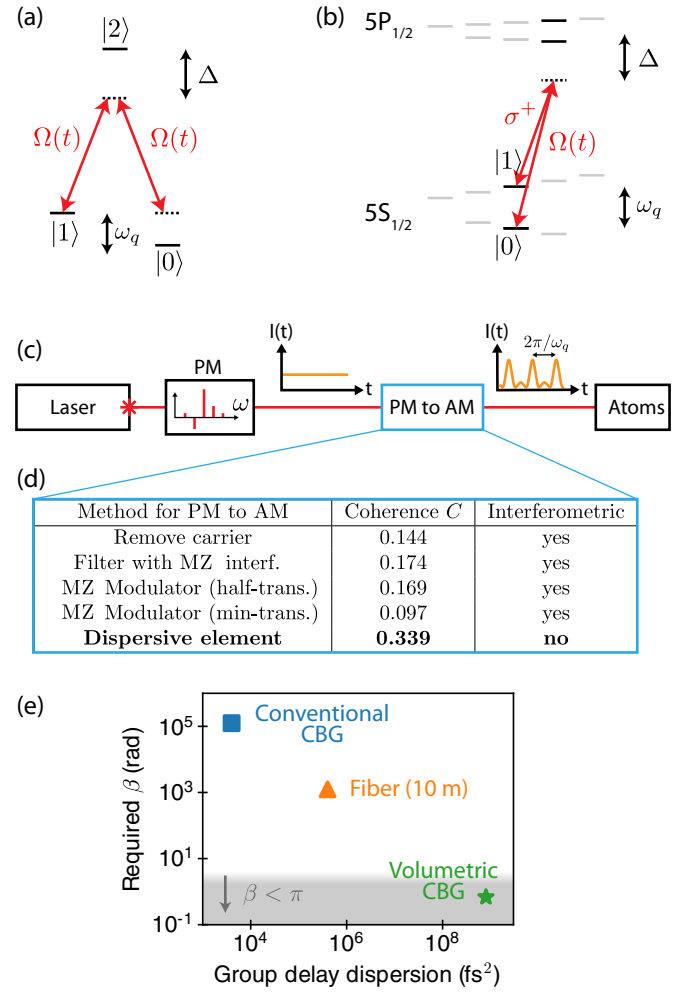 (a)
|2⟩
Δ
Ω(t)
Ω(t)
|1⟩
ω_q
|0⟩
(b)
5P_{1/2}
Δ
σ^+
Ω(t)
|1⟩
5S_{1/2}
ω_q
|0⟩
(c)
Laser
PM
ω
I(t)
t
PM to AM
I(t)
2π/ω_q
t
Atoms
(d)
Method for PM to AM Coherence C Interferometric
Remove carrier 0.144 yes
Filter with MZ interf. 0.174 yes
MZ Modulator (half-trans.) 0.169 yes
MZ Modulator (min-trans.) 0.097 yes
Dispersive element 0.339 no
(e)
Required β (rad)
10^5
10^3
10^1
10^{-1}
Conventional
CBG
Fiber (10 m)
Volumetric
CBG
β < π
10^4
10^6
10^8
Group delay dispersion (fs^2)